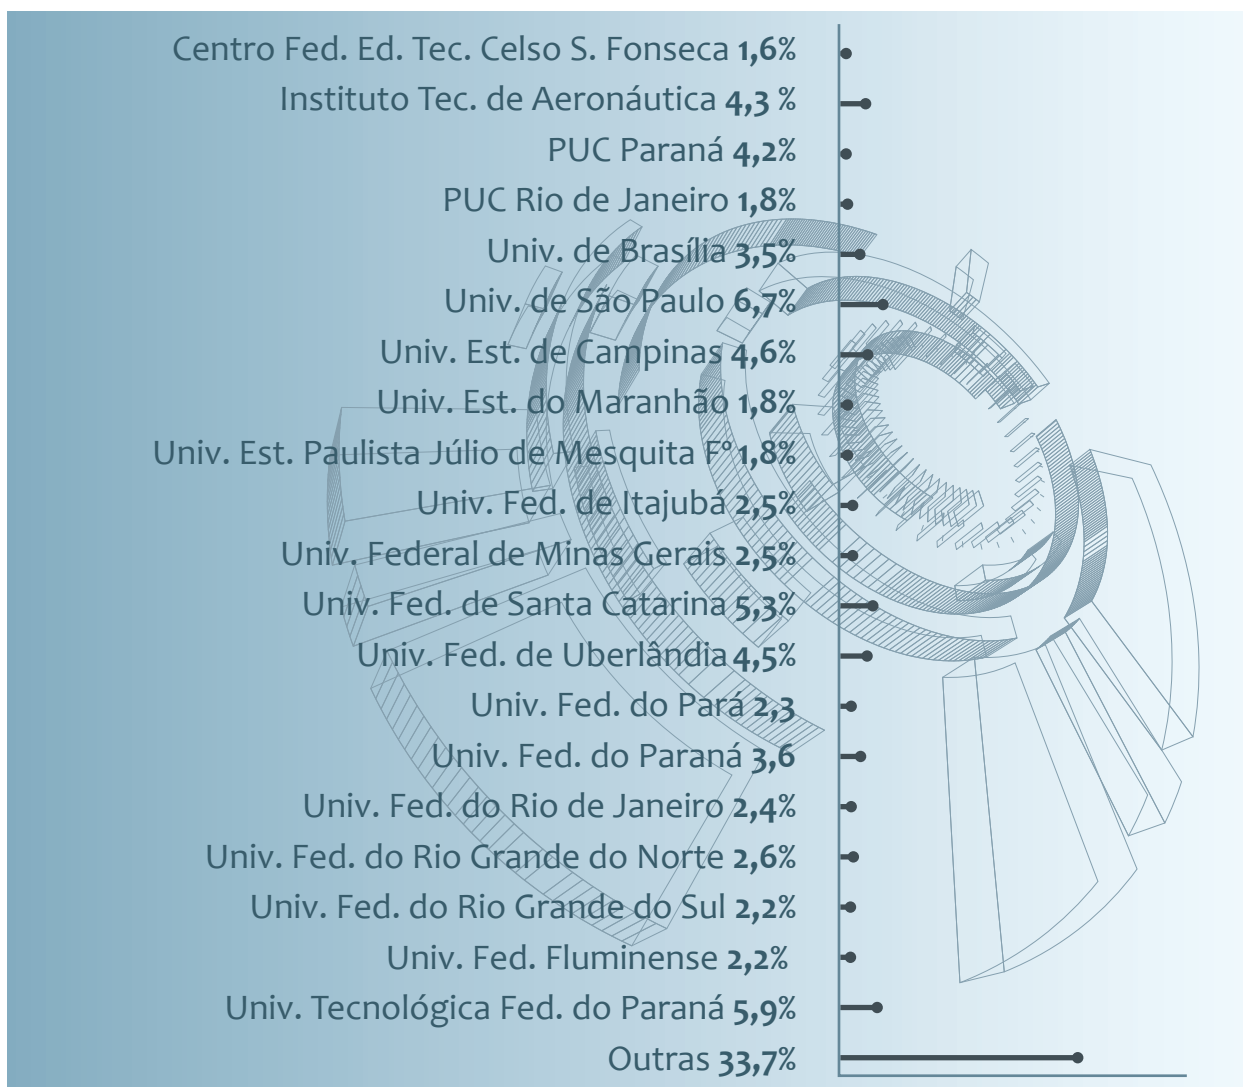 Centro Fed. Ed. Tec. Celso S. Fonseca 1,6%
Instituto Tec. de Aeronáutica 4,3 %
PUC Paraná 4,2%
PUC Rio de Janeiro 1,8%
Univ. de Brasília 3,5%
Univ. de São Paulo 6,7%
Univ. Est. de Campinas 4,6%
Univ. Est. do Maranhão 1,8%
Univ. Est. Paulista Júlio de Mesquita Fº 1,8%
Univ. Fed. de Itajubá 2,5%
Univ. Federal de Minas Gerais 2,5%
Univ. Fed. de Santa Catarina 5,3%
Univ. Fed. de Uberlândia 4,5%
Univ. Fed. do Pará 2,3
Univ. Fed. do Paraná 3,6
Univ. Fed. do Rio de Janeiro 2,4%
Univ. Fed. do Rio Grande do Norte 2,6%
Univ. Fed. do Rio Grande do Sul 2,2%
Univ. Fed. Fluminense 2,2%
Univ. Tecnológica Fed. do Paraná 5,9%
Outras 33,7%